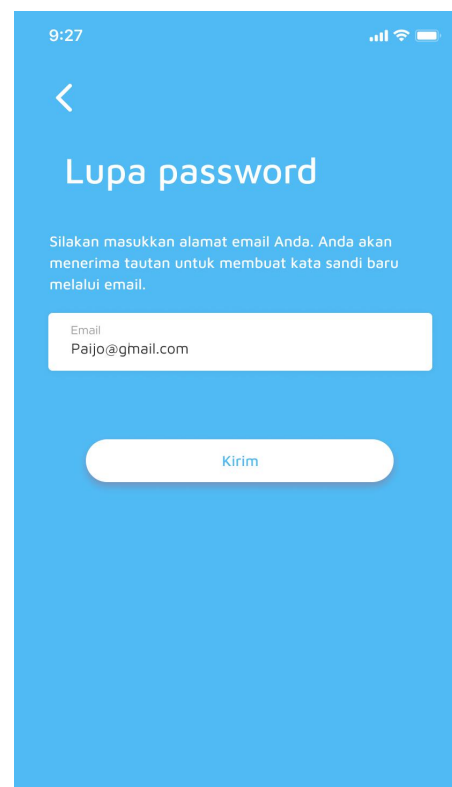 9:27
Lupa password
Silakan masukkan alamat email Anda. Anda akan
menerima tautan untuk membuat kata sandi baru
melalui email.
Email
Paijo@gmail.com
Kirim